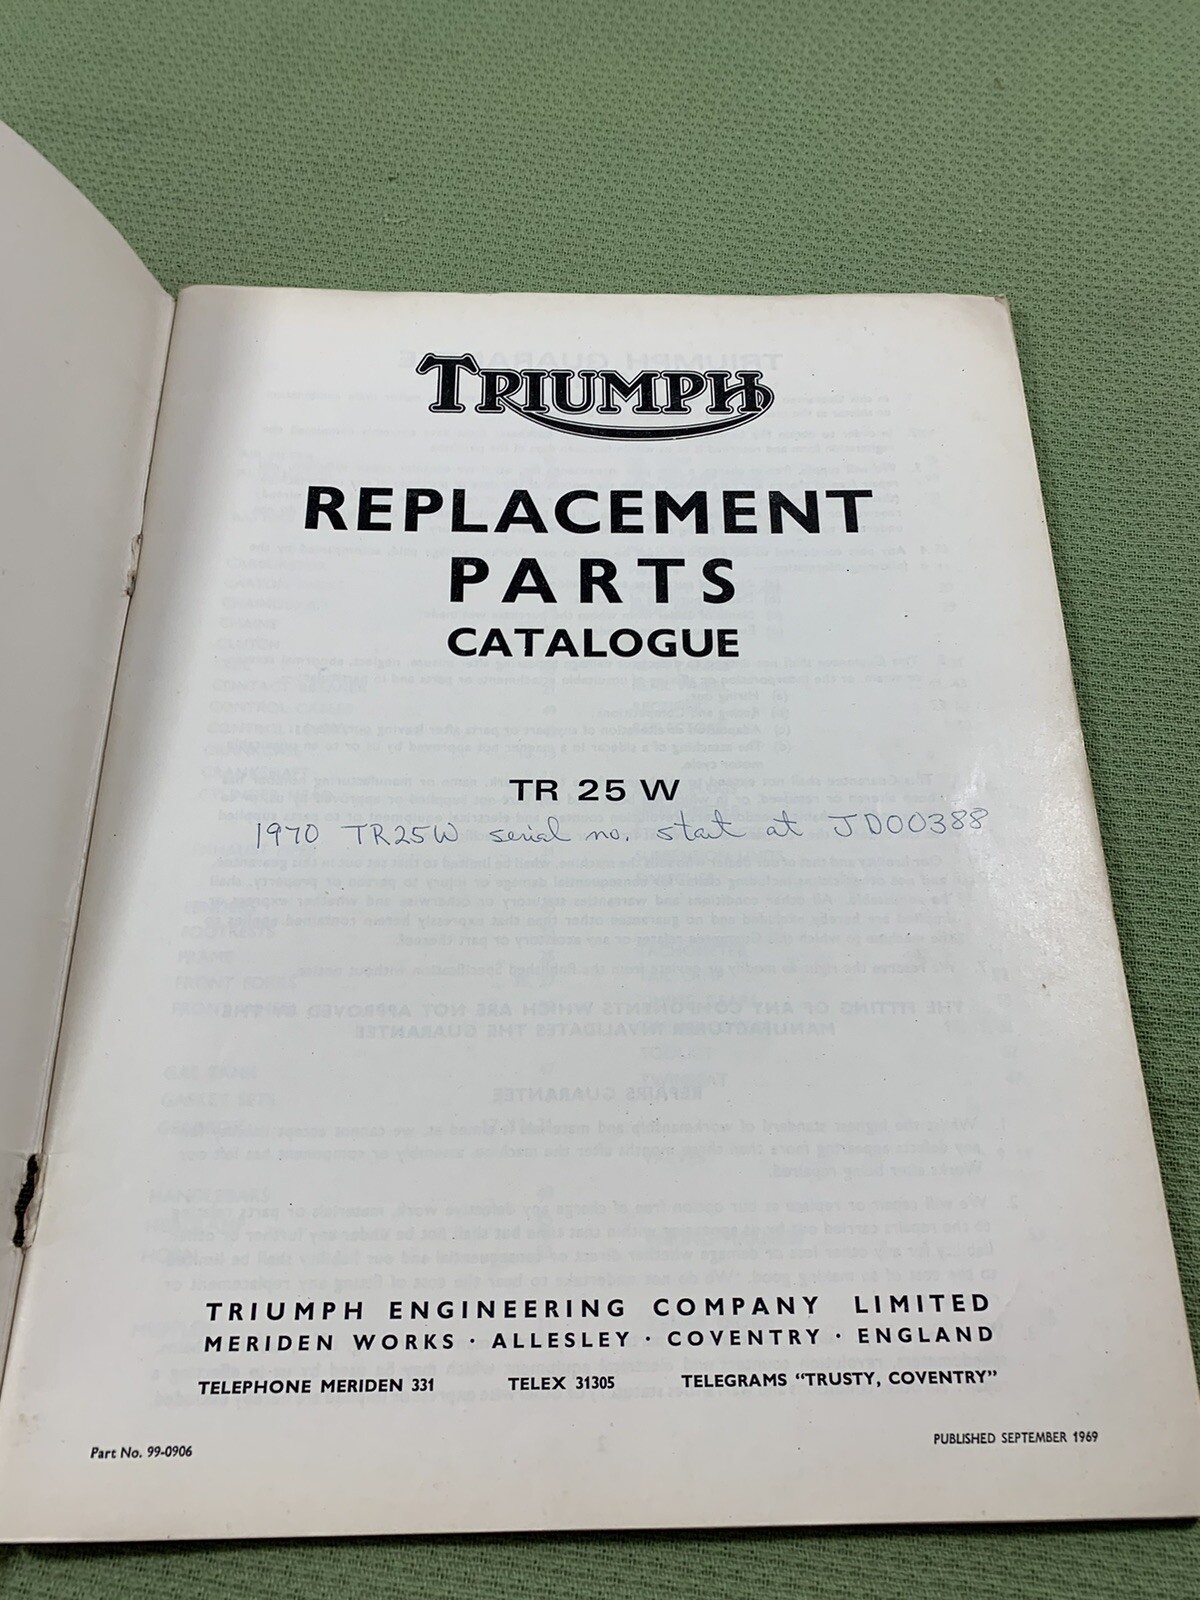 TRIUMPH
REPLACEMENT
PARTS
CATALOGUE
TR 25 W
1970 TR25W serial no. start at JD00388
TRIUMPH ENGINEERING COMPANY LIMITED
MERIDEN WORKS · ALLESLEY · COVENTRY · ENGLAND
TELEPHONE MERIDEN 331 TELEX 31305 TELEGRAMS “TRUSTY, COVENTRY”
Part No. 99-0906 PUBLISHED SEPTEMBER 1969